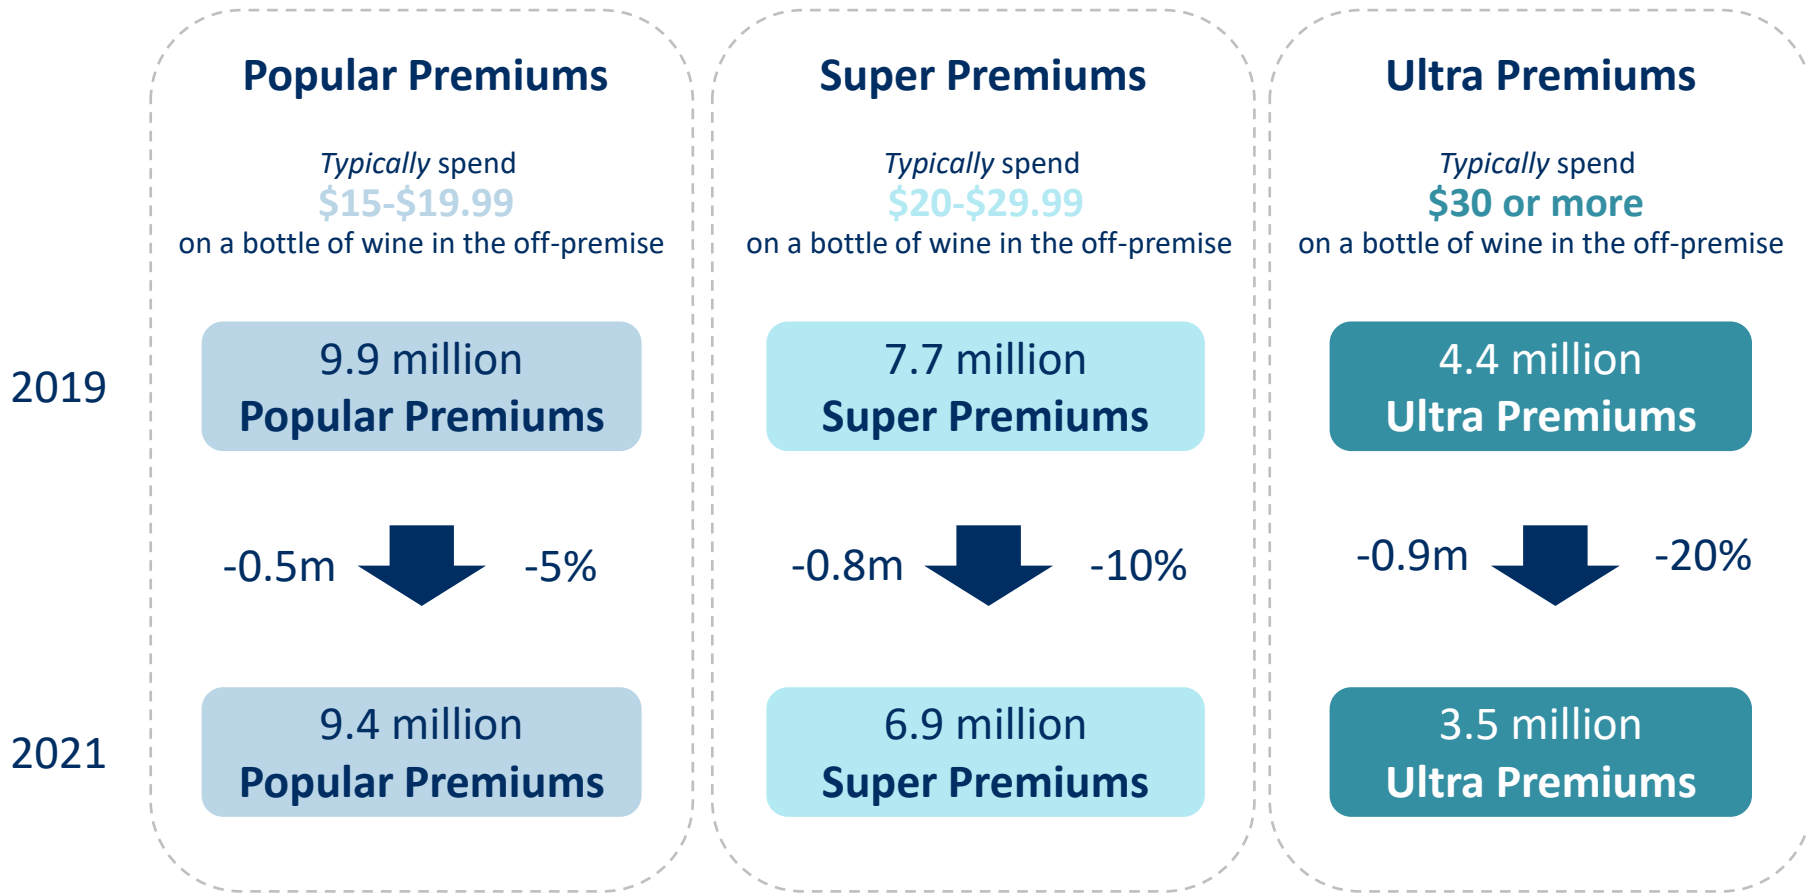 Popular Premiums
Typically spend
$15-$19.99
on a bottle of wine in the off-premise
Super Premiums
Typically spend
$20-$29.99
on a bottle of wine in the off-premise
Ultra Premiums
Typically spend
$30 or more
on a bottle of wine in the off-premise
2019
9.9 million
Popular Premiums
7.7 million
Super Premiums
4.4 million
Ultra Premiums
-0.5m
-5%
-0.8m
-10%
-0.9m
-20%
2021
9.4 million
Popular Premiums
6.9 million
Super Premiums
3.5 million
Ultra Premiums